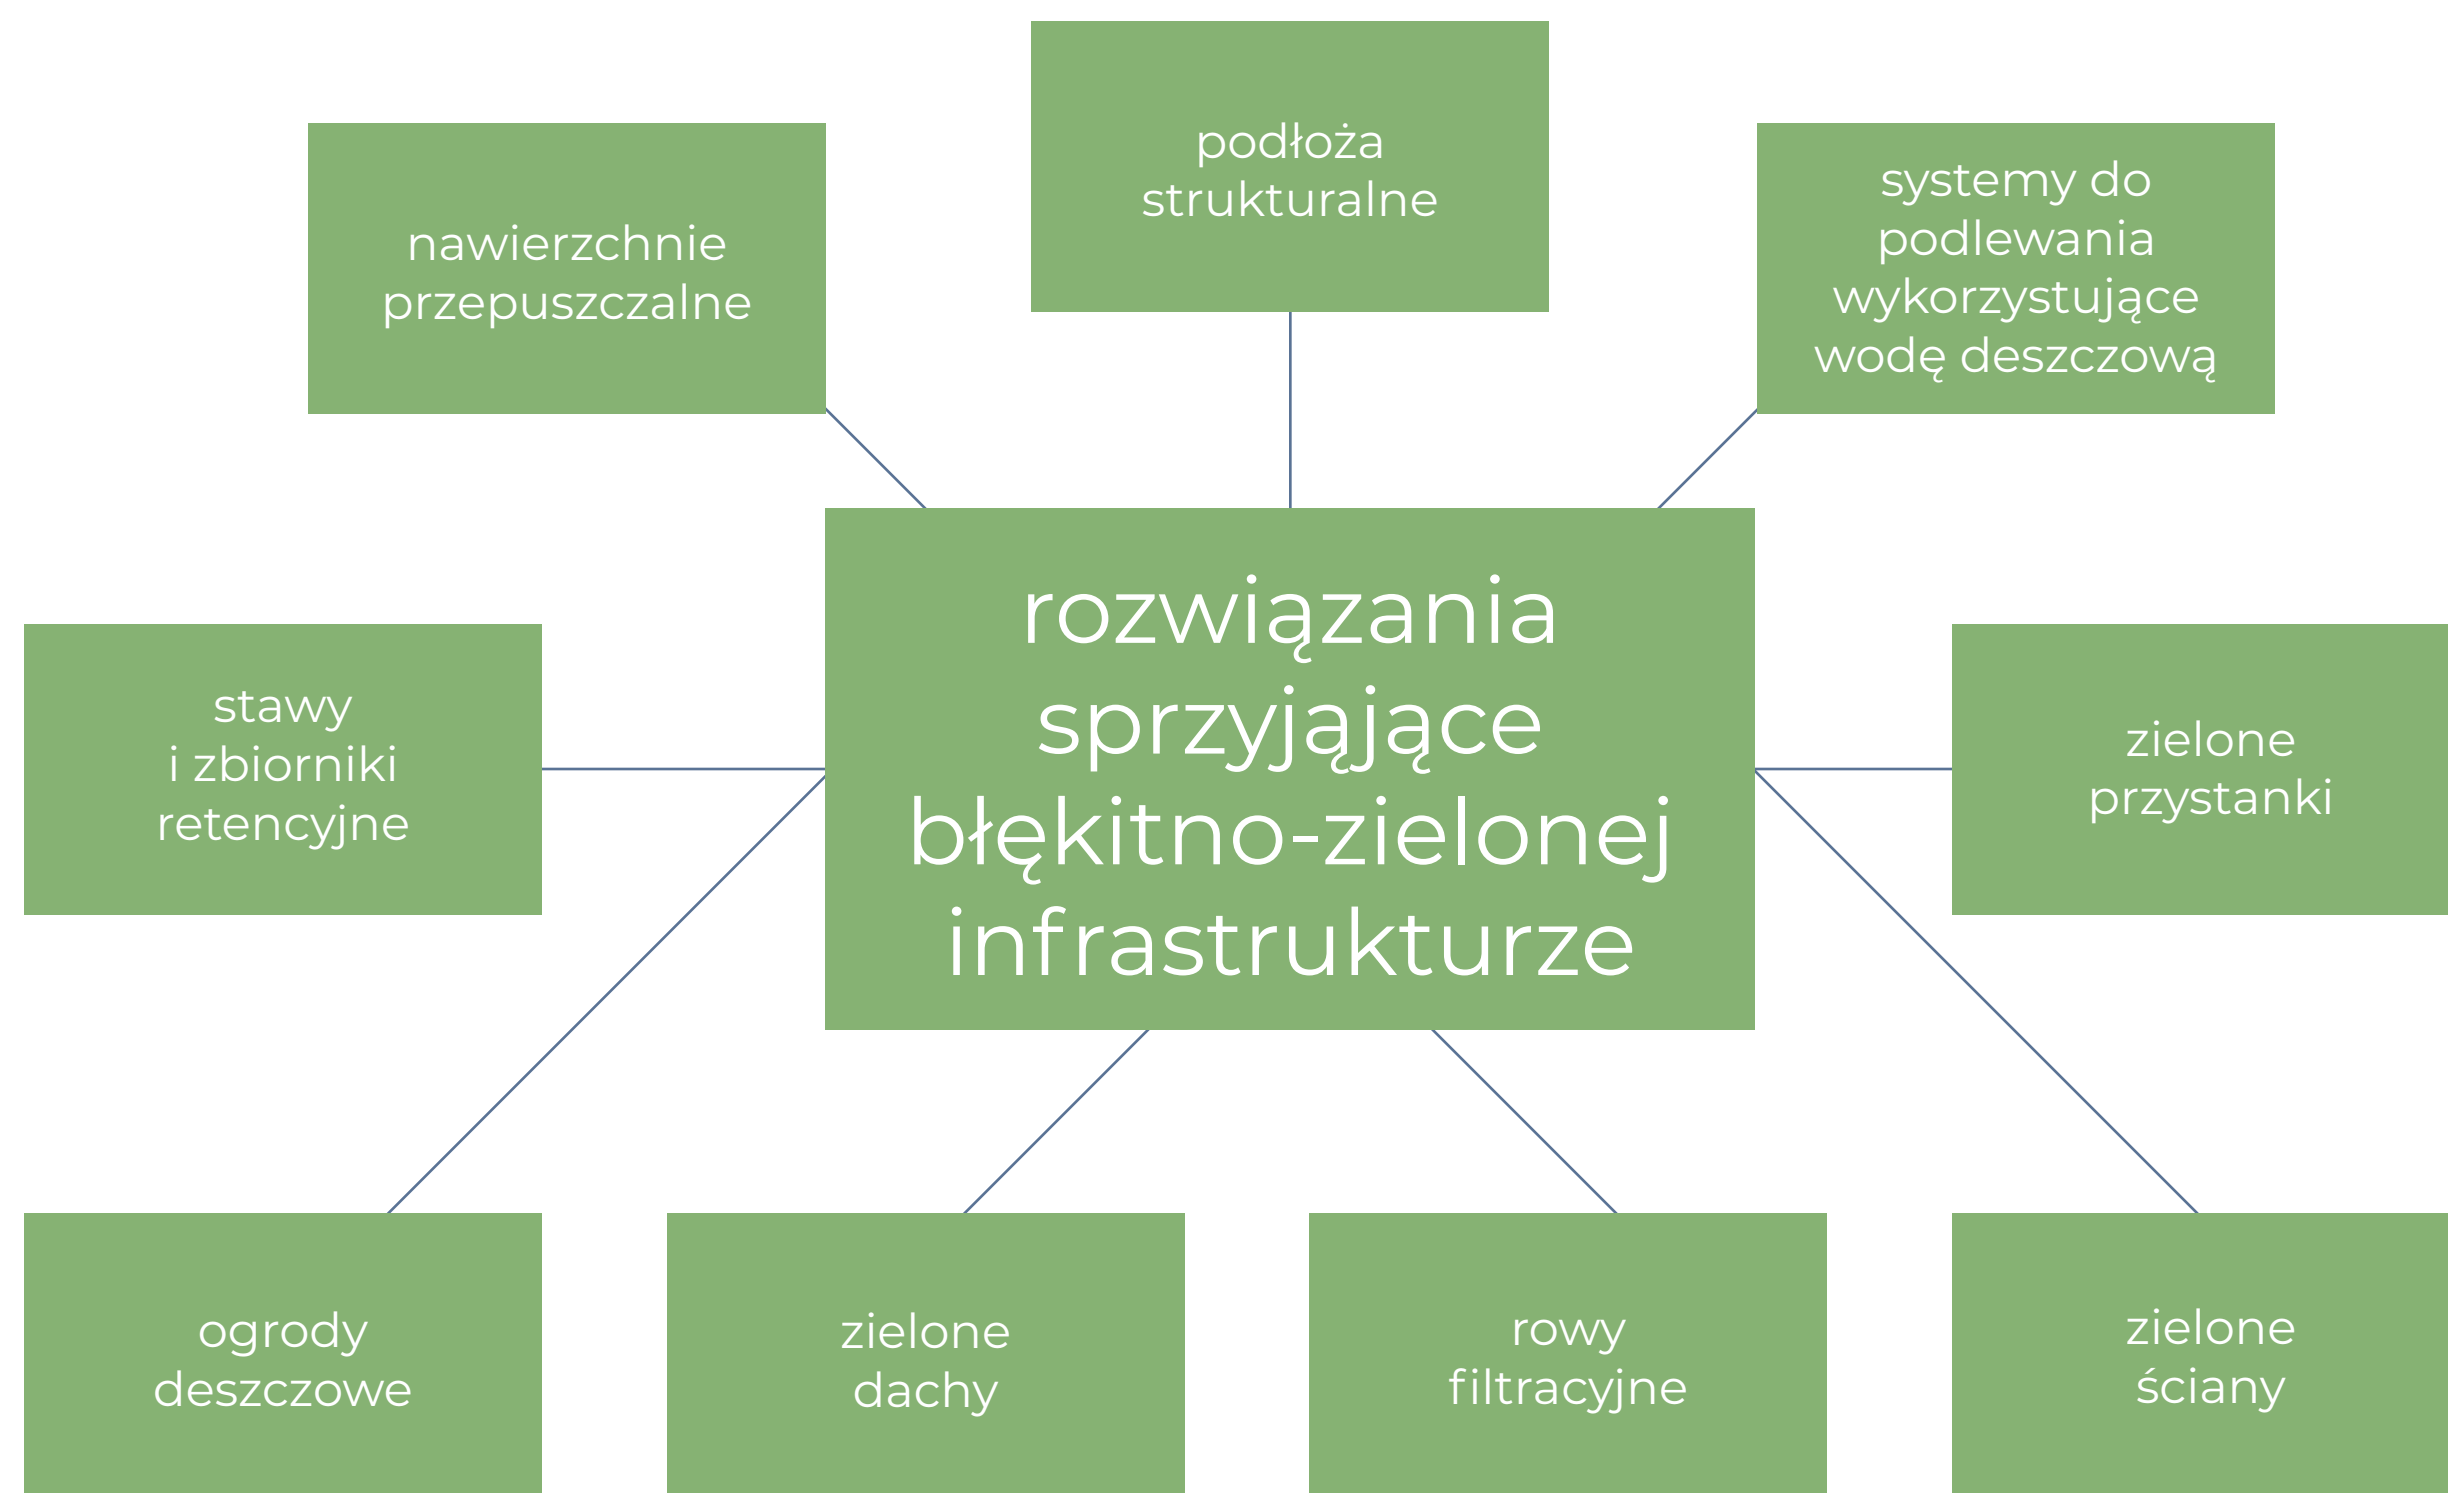 podłoża
strukturalne
nawierzchnie
przepuszczalne
systemy do
podlewania
wykorzystujące
wodę deszczową
rozwiązania
sprzyjające
błękitno-zielonej
infrastrukturze
stawy
i zbiorniki
retencyjne
zielone
przystanki
ogrody
deszczowe
zielone
dachy
rowy
filtracyjne
zielone
ściany